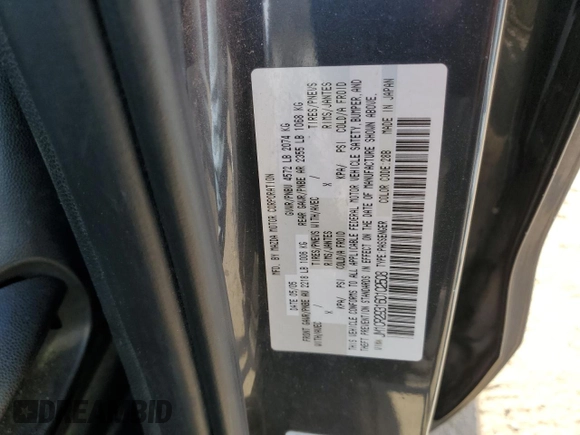 MFD. BY MAZDA MOTOR CORPORATION
DATE 05/05 GVWR/PNBV 4572 LB 2074 KG
FRONT GAWR/PNBE AV 2218 LB 1006 KG REAR GAWR/PNBE AR 2355 LB 1068 KG
WITH/AVEC TIRES/PNEUS WITH/AVEC TIRES/PNEUS
X RIMS/JANTES X RIMS/JANTES
KPA/ PSI COLD/A FROID KPA/ PSI COLD/A FROID
THIS VEHICLE CONFORMS TO ALL APPLICABLE FEDERAL MOTOR VEHICLE SAFETY, BUMPER, AND
THEFT PREVENTION STANDARDS IN EFFECT ON THE DATE OF MANUFACTURE SHOWN ABOVE.
TYPE PASSENGER COLOR CODE: 28B MADE IN JAPAN
DREAM BID